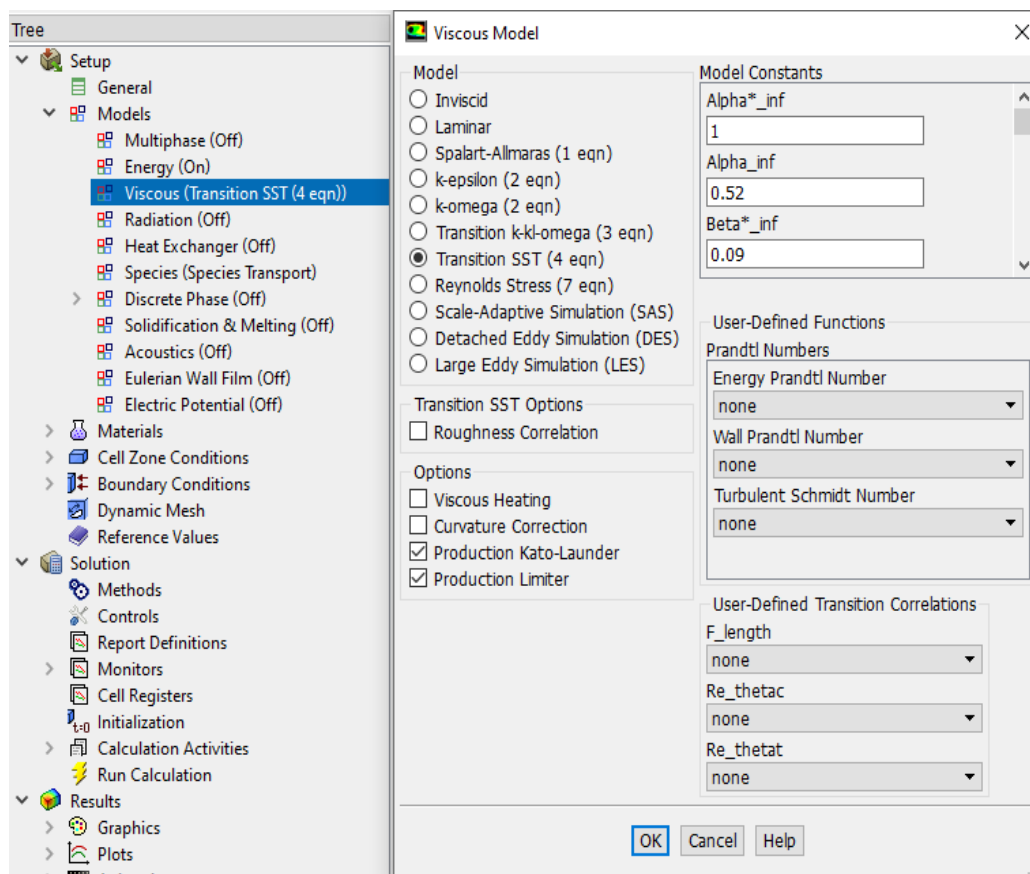 Tree
Setup
General
Models
Multiphase (Off)
Energy (On)
Viscous (Transition SST (4 eqn))
Radiation (Off)
Heat Exchanger (Off)
Species (Species Transport)
Discrete Phase (Off)
Solidification & Melting (Off)
Acoustics (Off)
Eulerian Wall Film (Off)
Electric Potential (Off)
Materials
Cell Zone Conditions
Boundary Conditions
Dynamic Mesh
Reference Values
Solution
Methods
Controls
Report Definitions
Monitors
Cell Registers
t=0 Initialization
Calculation Activities
Run Calculation
Results
Graphics
Plots
Viscous Model
Model
Inviscid
Laminar
Spalart-Allmaras (1 eqn)
k-epsilon (2 eqn)
k-omega (2 eqn)
Transition k-kl-omega (3 eqn)
Transition SST (4 eqn)
Reynolds Stress (7 eqn)
Scale-Adaptive Simulation (SAS)
Detached Eddy Simulation (DES)
Large Eddy Simulation (LES)
Transition SST Options
Roughness Correlation
Options
Viscous Heating
Curvature Correction
Production Kato-Launder
Production Limiter
Model Constants
Alpha*_inf
1
Alpha_inf
0.52
Beta*_inf
0.09
User-Defined Functions
Prandtl Numbers
Energy Prandtl Number
none
Wall Prandtl Number
none
Turbulent Schmidt Number
none
User-Defined Transition Correlations
F_length
none
Re_thetac
none
Re_thetat
none
OK Cancel Help